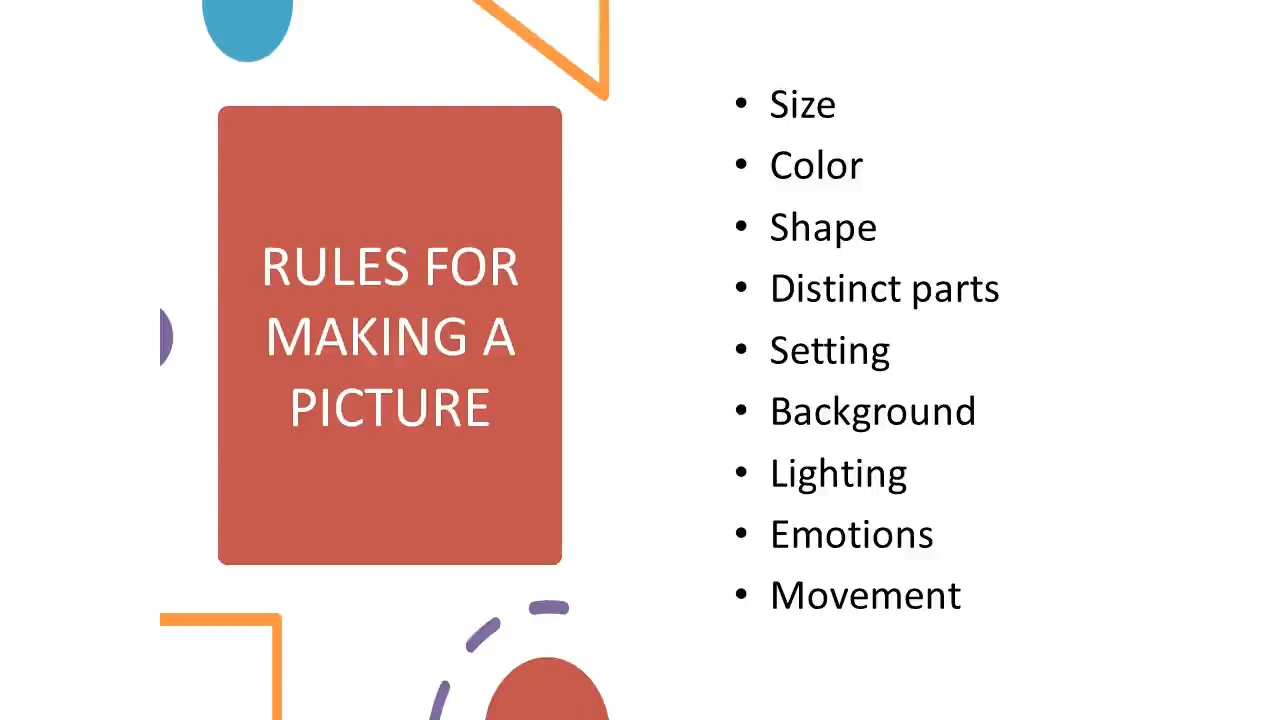 RULES FOR
MAKING A
PICTURE
• Size
• Color
• Shape
• Distinct parts
• Setting
• Background
• Lighting
• Emotions
• Movement